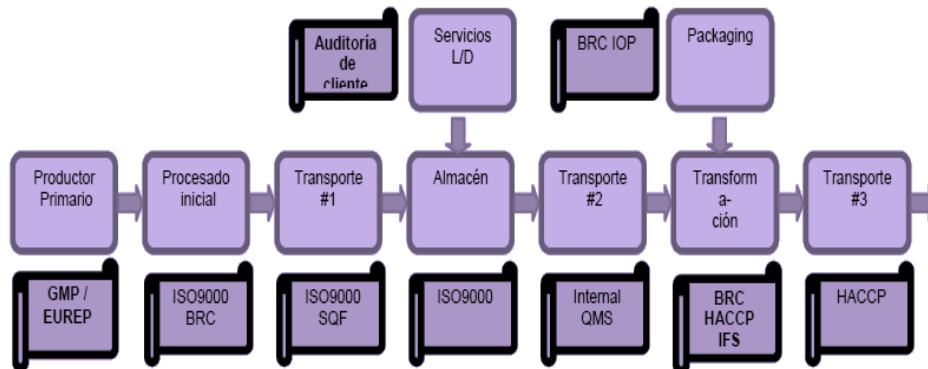 Auditoría
de
cliente
Servicios
L/D
BRC IOP
Packaging
Productor
Primario
Procesado
inicial
Transporte
#1
Almacén
Transporte
#2
Transform
a-
ción
Transporte
#3
GMP /
EUREP
ISO9000
BRC
ISO9000
SQF
ISO9000
Internal
QMS
BRC
HACCP
IFS
HACCP